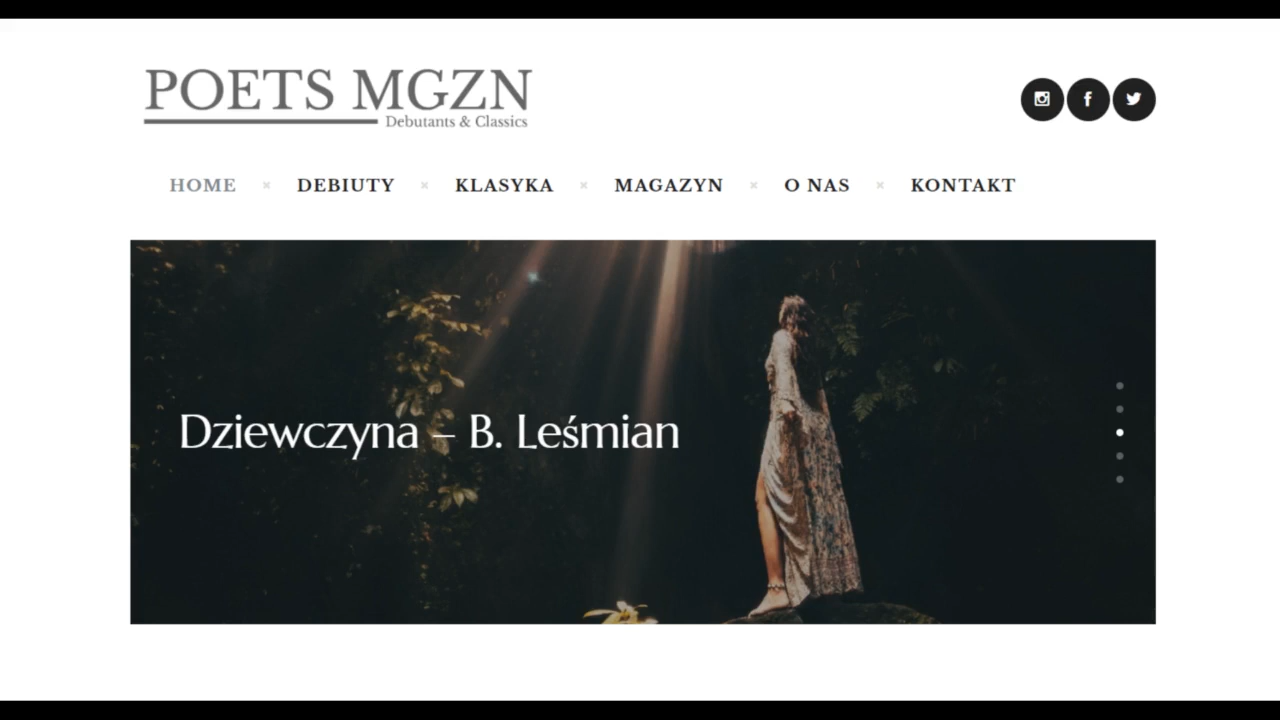 POETS MGZN
Debutants & Classics
HOME × DEBIUTY × KLASYKA × MAGAZYN × O NAS × KONTAKT
Dziewczyna – B. Leśmian